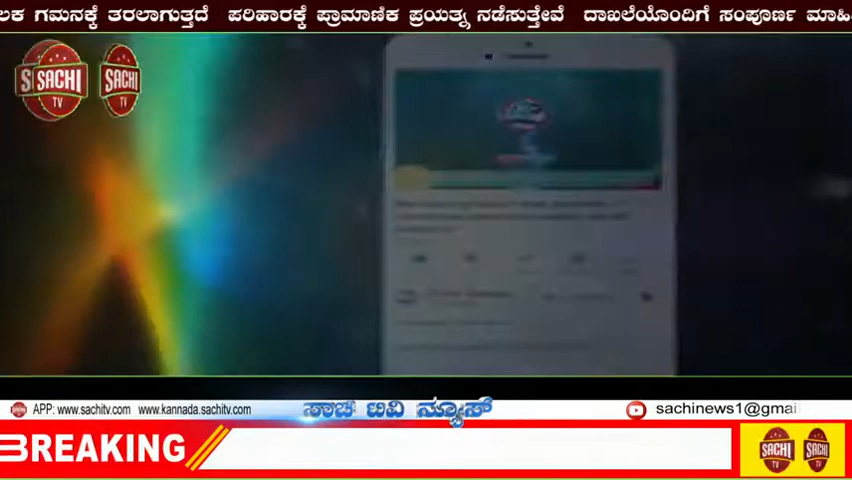 ಲಕ ಗಮನಕ್ಕೆ ತರಲಾಗುತ್ತದೆ ಪರಿಹಾರಕ್ಕೆ ಪ್ರಾಮಾಣಿಕ ಪ್ರಯತ್ನ ನಡೆಸುತ್ತೇವೆ ದಾಖಲೆಯೊಂದಿಗೆ ಸಂಪೂರ್ಣ ಮಾಹಿ
SACHI TV SACHI TV
APP: www.sachitv.com www.kannada.sachitv.com ಸಾಚಿ ಟಿವಿ ನ್ಯೂಸ್ sachinews1@gmai
BREAKING SACHI TV SACHI TV